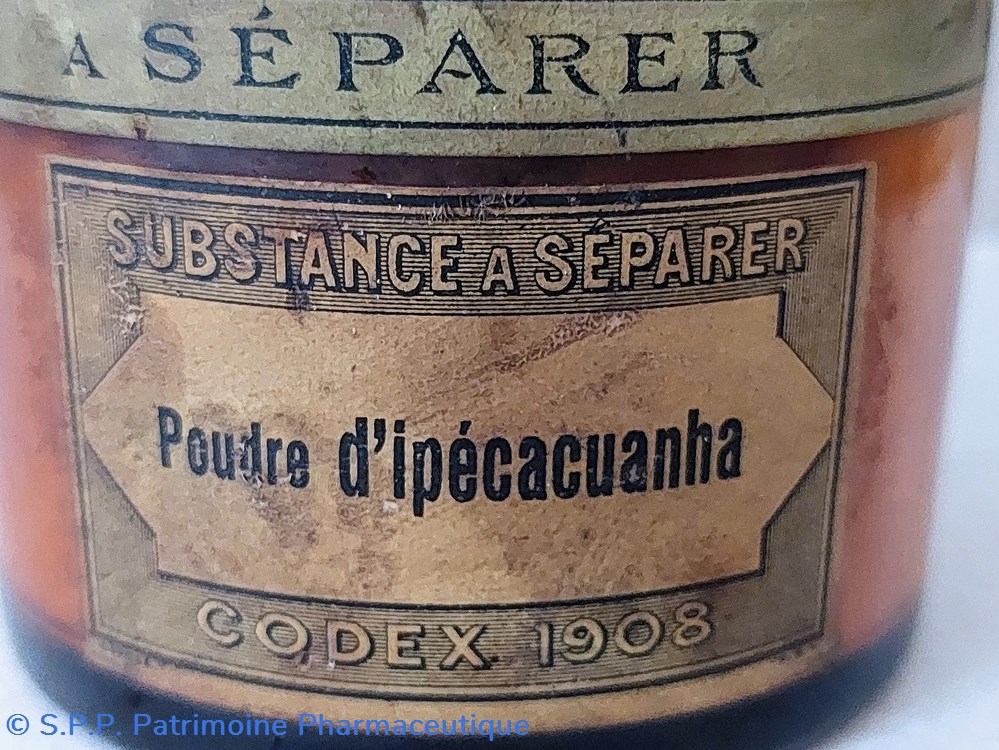 A SÉPARER
SUBSTANCE A SÉPARER
Poudre d'ipécacuanha
CODEX 1908
© S.P.P. Patrimoine Pharmaceutique